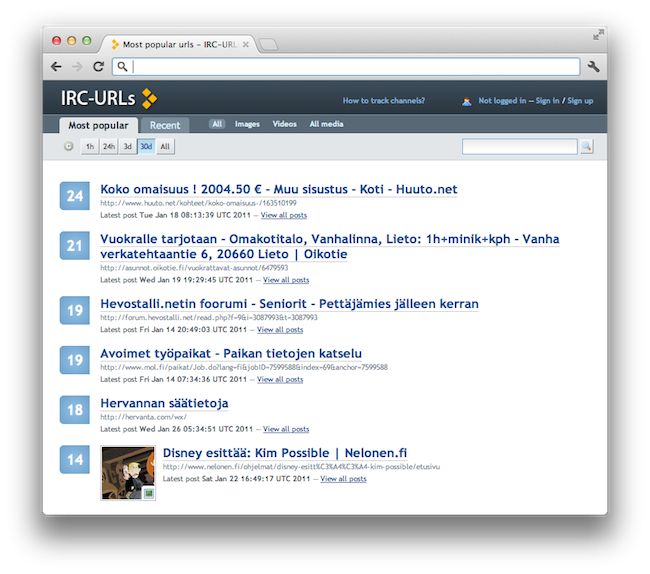 Most popular urls – IRC-URL
IRC-URLs
How to track channels?
Not logged in — Sign in / Sign up
Most popular
Recent
All
Images
Videos
All media
1h
24h
3d
30d
All
24
Koko omaisuus ! 2004.50 € - Muu sisustus - Koti - Huuto.net
http://www.huuto.net/kohteet/koko-omaisuus-/163510199
Latest post Tue Jan 18 08:13:39 UTC 2011 — View all posts
21
Vuokralle tarjotaan - Omakotitalo, Vanhalinna, Lieto: 1h+minik+kph - Vanha
verkatehtaantie 6, 20660 Lieto | Oikotie
http://asunnot.oikotie.fi/vuokrattavat-asunnot/6479593
Latest post Wed Jan 19 19:29:45 UTC 2011 — View all posts
19
Hevostalli.netin foorumi - Seniorit - Pettäjämies jälleen kerran
http://forum.hevostalli.net/read.php?f=9&i=3087993&t=3087993
Latest post Fri Jan 14 20:49:03 UTC 2011 — View all posts
19
Avoimet työpaikat - Paikan tietojen katselu
http://www.mol.fi/paikat/Job.do?lang=fi&jobID=7599588&index=69&anchor=7599588
Latest post Fri Jan 14 07:34:36 UTC 2011 — View all posts
18
Hervannan säätietoja
http://hervanta.com/wx/
Latest post Wed Jan 26 05:34:51 UTC 2011 — View all posts
14
Disney esittää: Kim Possible | Nelonen.fi
http://www.nelonen.fi/ohjelmat/disney-esitt%C3%A4%C3%A4-kim-possible/etusivu
Latest post Sat Jan 22 16:49:17 UTC 2011 — View all posts